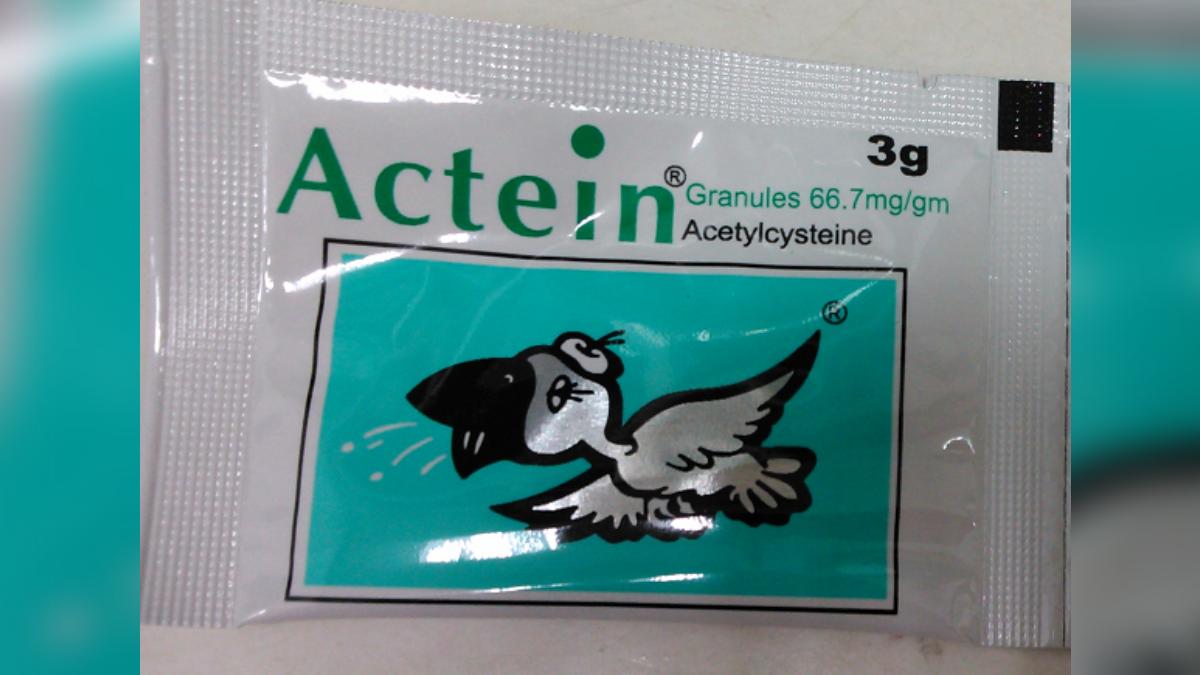 Actein®
3g
Granules 66.7mg/gm
Acetylcysteine
®